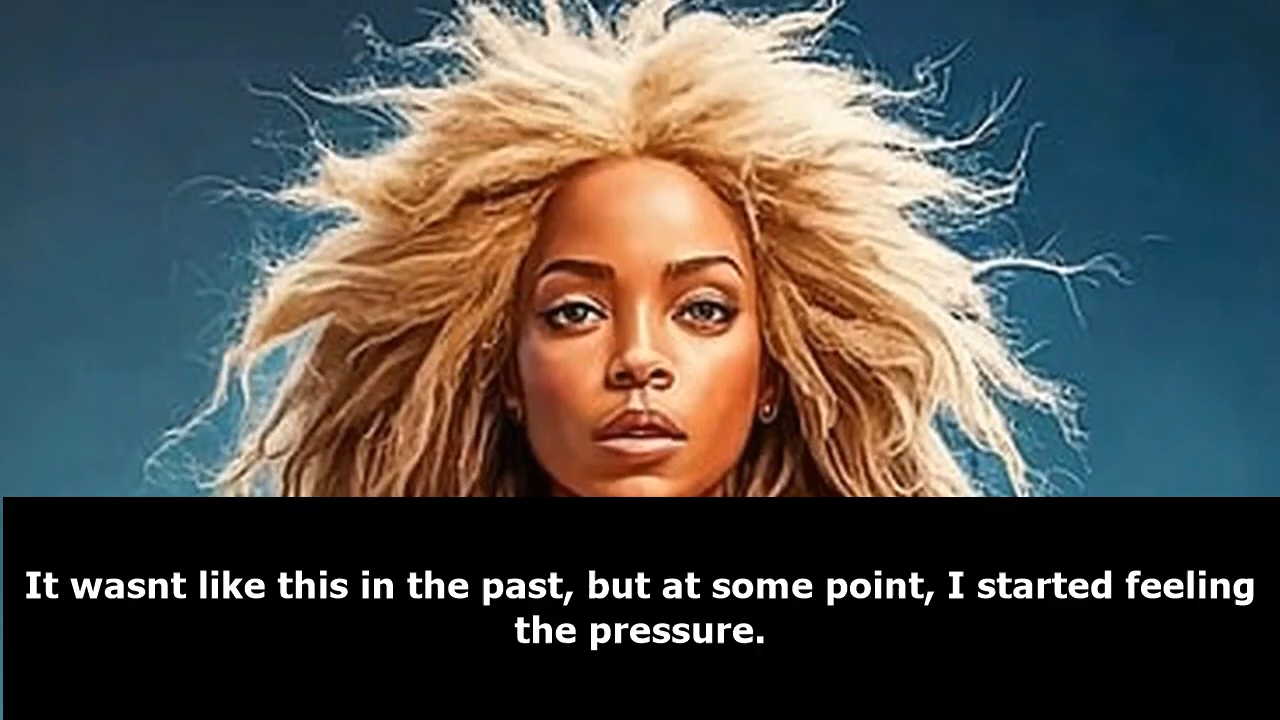 It wasnt like this in the past, but at some point, I started feeling
the pressure.